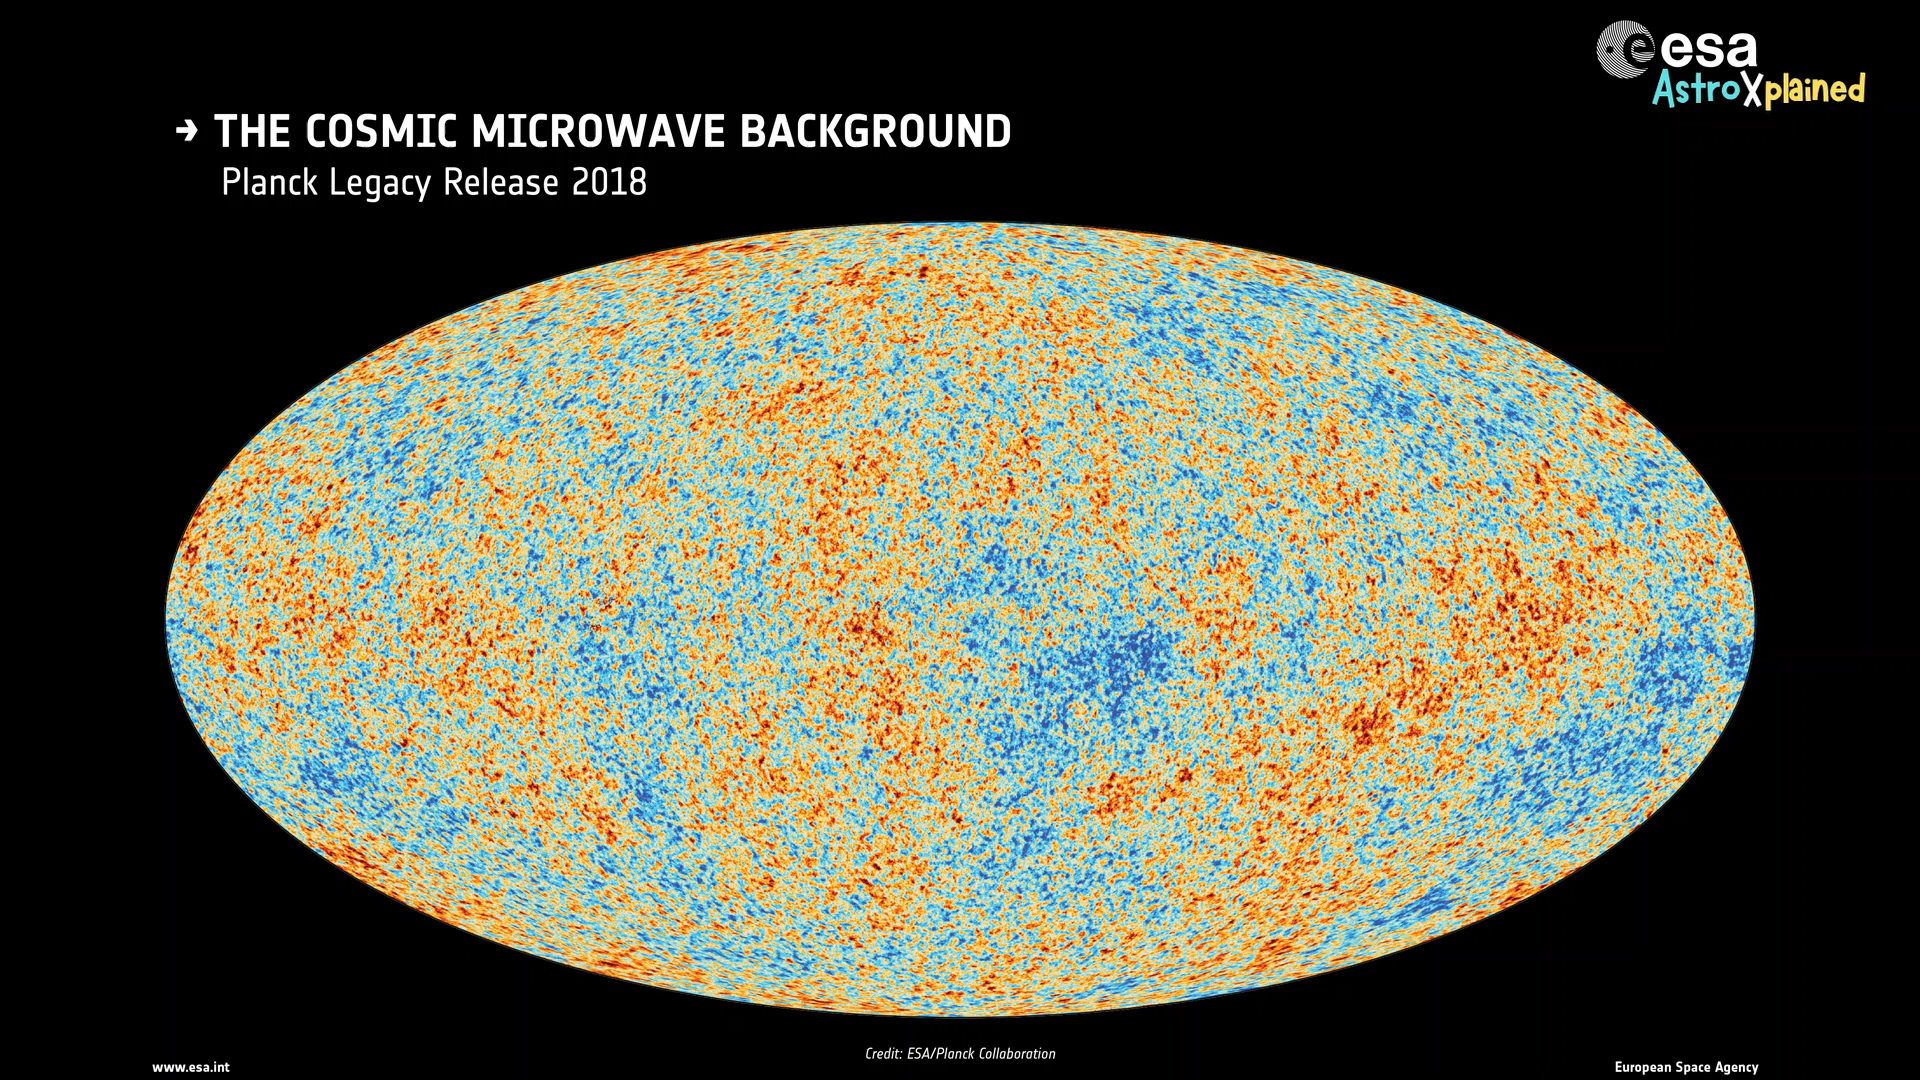 esa
AstroXplained
→ THE COSMIC MICROWAVE BACKGROUND
Planck Legacy Release 2018
Credit: ESA/Planck Collaboration
www.esa.int
European Space Agency